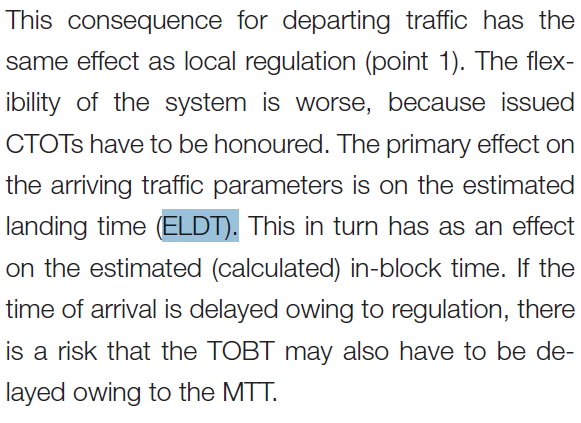 This consequence for departing traffic has the
same effect as local regulation (point 1). The flex-
ibility of the system is worse, because issued
CTOTs have to be honoured. The primary effect on
the arriving traffic parameters is on the estimated
landing time (ELDT). This in turn has as an effect
on the estimated (calculated) in-block time. If the
time of arrival is delayed owing to regulation, there
is a risk that the TOBT may also have to be de-
layed owing to the MTT.